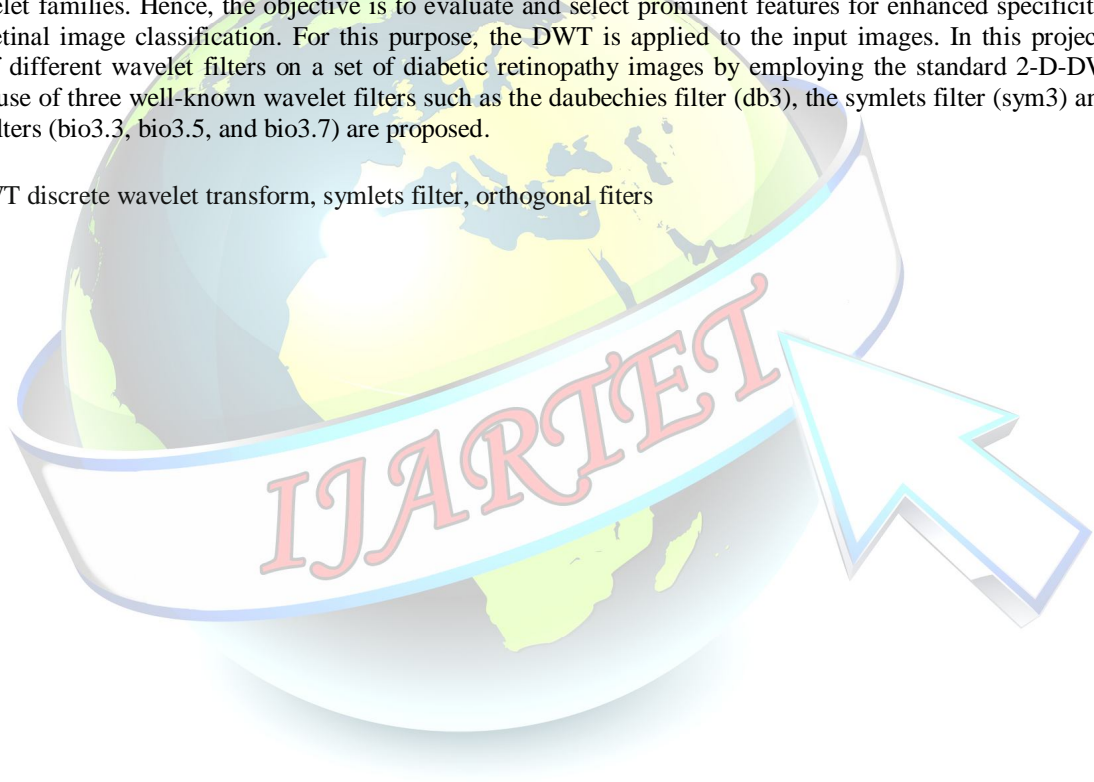 elet families. Hence, the objective is to evaluate and select prominent features for enhanced specificit
etinal image classification. For this purpose, the DWT is applied to the input images. In this projec
f different wavelet filters on a set of diabetic retinopathy images by employing the standard 2-D-DW
use of three well-known wavelet filters such as the daubechies filter (db3), the symlets filter (sym3) an
lters (bio3.3, bio3.5, and bio3.7) are proposed.
T discrete wavelet transform, symlets filter, orthogonal fiters
IJARTET